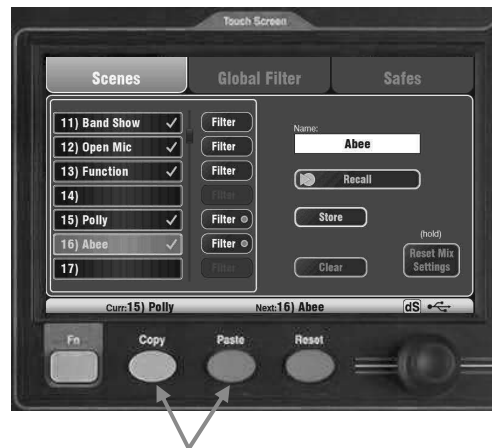 Touch Screen
Scenes Global Filter Safes
11) Band Show ✓ Filter
12) Open Mic ✓ Filter
13) Function ✓ Filter
14) Filter
15) Polly ✓ Filter
16) Abee ✓ Filter
17) Filter
Name:
Abee
Recall
Store
(hold)
Clear
Reset Mix
Settings
Curr:15) Polly Next:16) Abee dS
Fn Copy Paste Reset